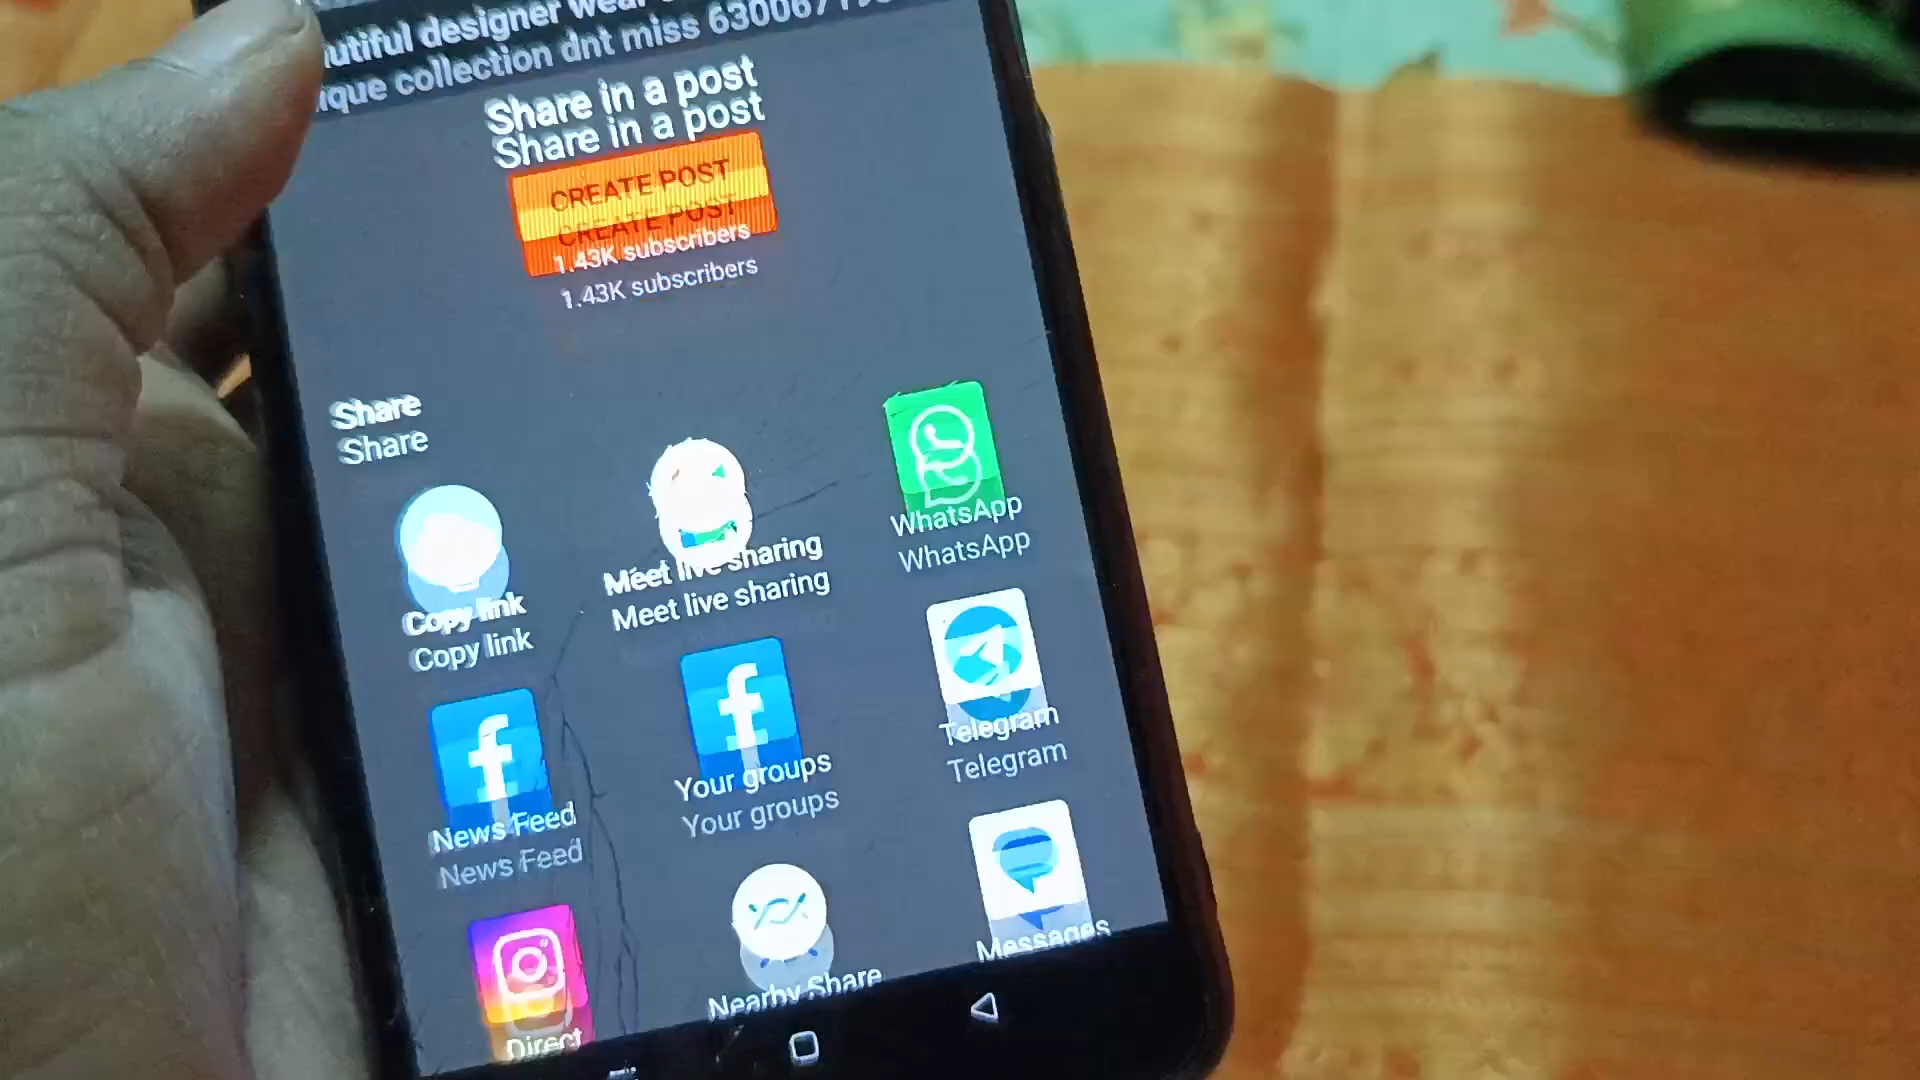 utiful designer wear
ique collection dnt miss 630067
Share in a post
Share in a post
CREATE POST
CREATE POST
1.43K subscribers
1.43K subscribers
Share
Share
Copy link
Copy link
Meet live sharing
Meet live sharing
WhatsApp
WhatsApp
News Feed
News Feed
Your groups
Your groups
Telegram
Telegram
Direct
Nearby Share
Messages